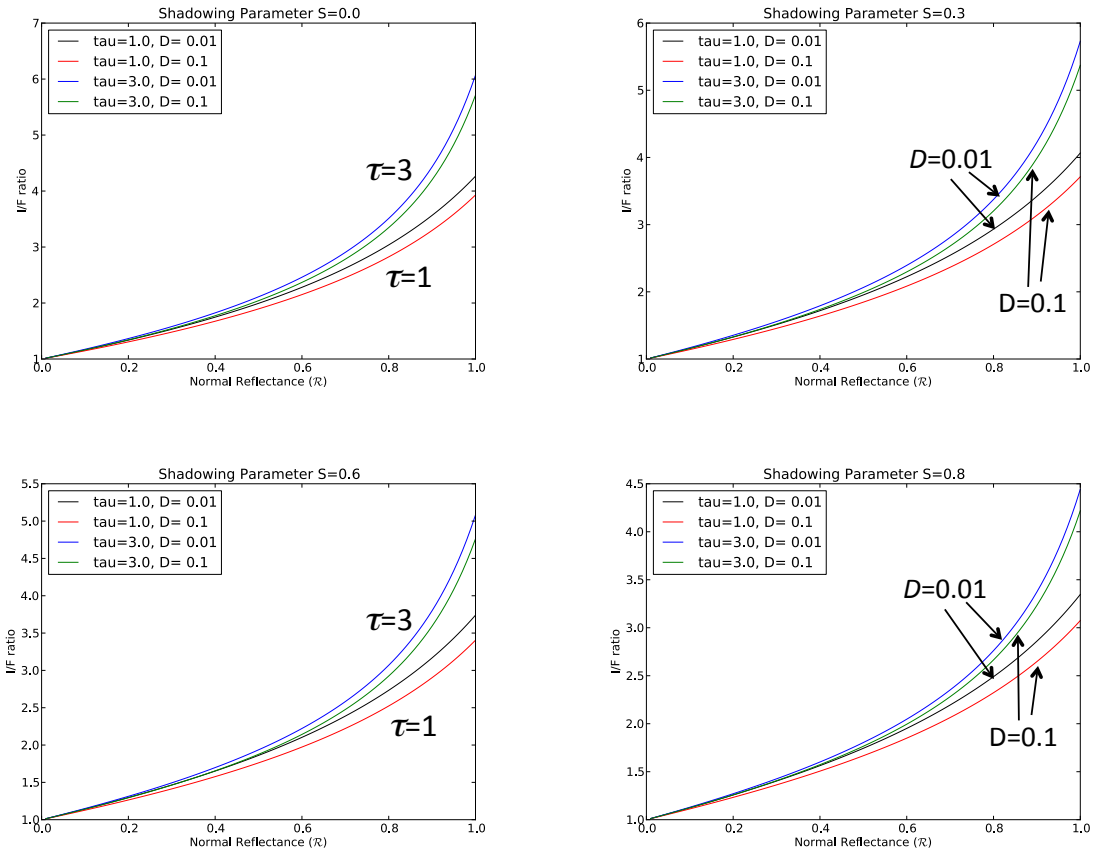 Shadowing Parameter S=0.0
tau=1.0, D= 0.01
tau=1.0, D= 0.1
tau=3.0, D= 0.01
tau=3.0, D= 0.1
τ=3
τ=1
I/F ratio
7
6
5
4
3
2
1
0.0 0.2 0.4 0.6 0.8 1.0
Normal Reflectance (ℛ)
Shadowing Parameter S=0.3
tau=1.0, D= 0.01
tau=1.0, D= 0.1
tau=3.0, D= 0.01
tau=3.0, D= 0.1
D=0.01
D=0.1
I/F ratio
6
5
4
3
2
1
0.0 0.2 0.4 0.6 0.8 1.0
Normal Reflectance (ℛ)
Shadowing Parameter S=0.6
tau=1.0, D= 0.01
tau=1.0, D= 0.1
tau=3.0, D= 0.01
tau=3.0, D= 0.1
τ=3
τ=1
I/F ratio
5.5
5.0
4.5
4.0
3.5
3.0
2.5
2.0
1.5
1.0
0.0 0.2 0.4 0.6 0.8 1.0
Normal Reflectance (ℛ)
Shadowing Parameter S=0.8
tau=1.0, D= 0.01
tau=1.0, D= 0.1
tau=3.0, D= 0.01
tau=3.0, D= 0.1
D=0.01
D=0.1
I/F ratio
4.5
4.0
3.5
3.0
2.5
2.0
1.5
1.0
0.0 0.2 0.4 0.6 0.8 1.0
Normal Reflectance (ℛ)